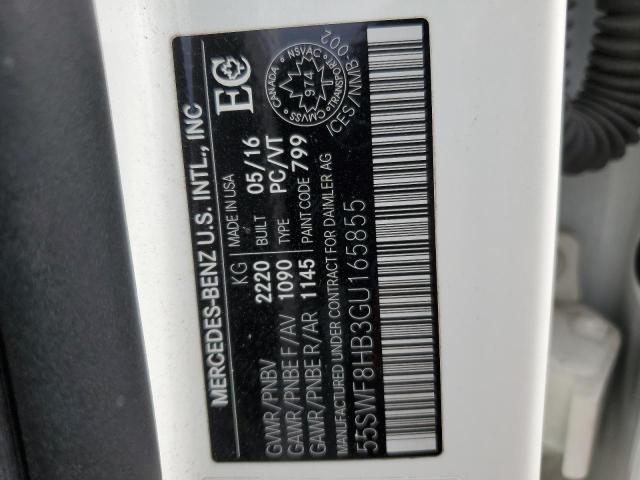 MERCEDES-BENZ U.S. INTL., INC
KG MADE IN USA
GVWR/PNBV 2220 BUILT 05/16
GAWR/PNBE F/AV 1090 TYPE PC/VT
GAWR/PNBE R/AR 1145 PAINT CODE 799
MANUFACTURED UNDER CONTRACT FOR DAIMLER AG
55SWF8HB3GU165855
EC
CANADA NSVAC
974
CMVSS TRANSPORT
ICES/NMB-002